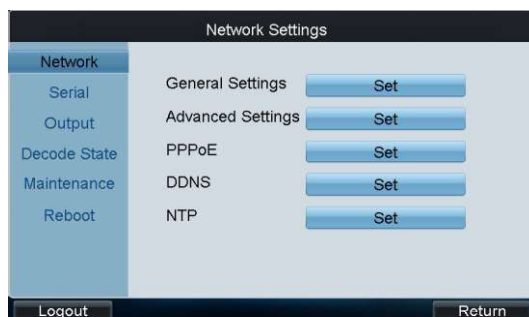 Network Settings
Network
Serial
Output
Decode State
Maintenance
Reboot
General Settings Set
Advanced Settings Set
PPPoE Set
DDNS Set
NTP Set
Logout Return